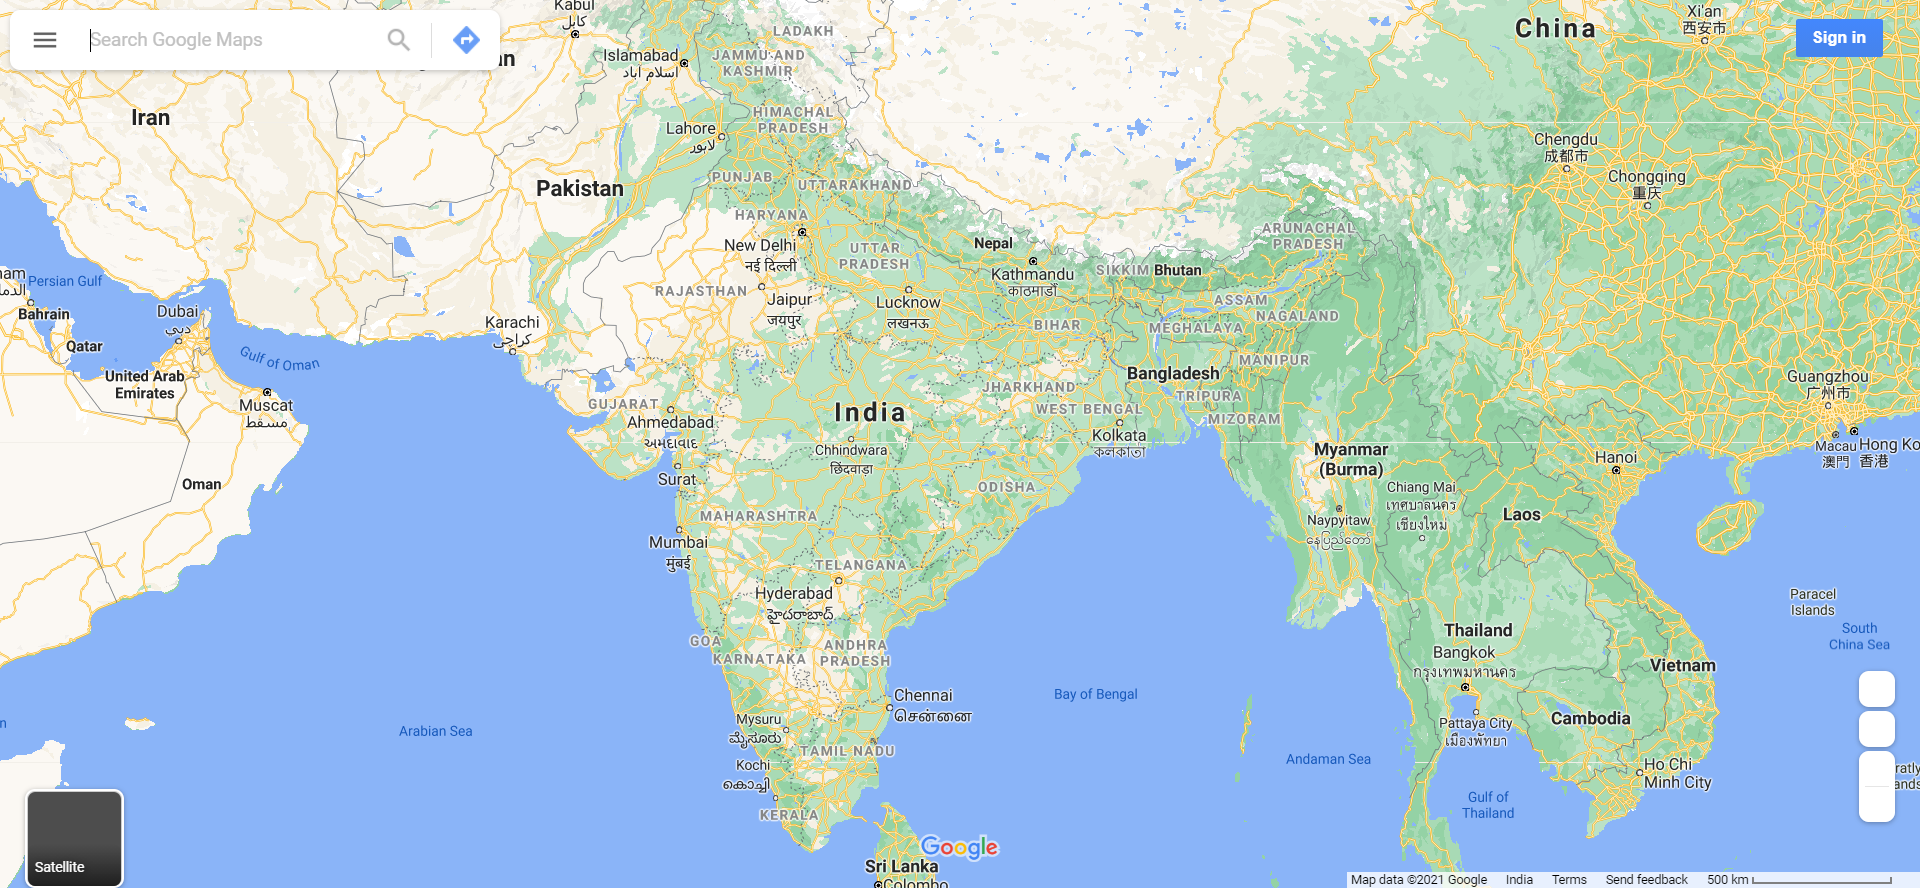 Search Google Maps
Sign in
Kabul
کابل
LADAKH
China
Xi'an
西安市
Islamabad
اسلام آباد
JAMMU AND
KASHMIR
an
Iran
HIMACHAL
PRADESH
Lahore
لاہور
Chengdu
成都市
Chongqing
重庆
Pakistan
PUNJAB
UTTARAKHAND
HARYANA
New Delhi
नई दिल्ली
UTTAR
PRADESH
Nepal
Kathmandu
काठमाडौं
SIKKIM
Bhutan
ARUNACHAL
PRADESH
Persian Gulf
Bahrain
Qatar
Dubai
دبي
RAJASTHAN
Jaipur
जयपुर
Lucknow
लखनऊ
ASSAM
NAGALAND
BIHAR
MEGHALAYA
Karachi
کراچی
Gulf of Oman
United Arab
Emirates
Muscat
مسقط
MANIPUR
Bangladesh
JHARKHAND
TRIPURA
WEST BENGAL
MIZORAM
Guangzhou
广州市
GUJARAT
Ahmedabad
અમદાવાદ
India
Kolkata
কলকাতা
Chhindwara
छिंदवाड़ा
Myanmar
(Burma)
Hanoi
Macau
澳門
Hong Ko
香港
Oman
Surat
ODISHA
Chiang Mai
เทศบาลนคร
เชียงใหม่
Laos
MAHARASHTRA
Naypyitaw
နေပြည်တော်
Mumbai
मुंबई
TELANGANA
Hyderabad
హైదరాబాద్
Paracel
Islands
South
China Sea
GOA
KARNATAKA
ANDHRA
PRADESH
Thailand
Bangkok
กรุงเทพมหานคร
Vietnam
Chennai
சென்னை
Bay of Bengal
Arabian Sea
Mysuru
ಮೈಸೂರು
Pattaya City
เมืองพัทยา
Cambodia
TAMIL NADU
Kochi
കൊച്ചി
Andaman Sea
Ho Chi
Minh City
Gulf of
Thailand
KERALA
Google
Sri Lanka
Colombo
Satellite
Map data ©2021 Google India Terms Send feedback 500 km